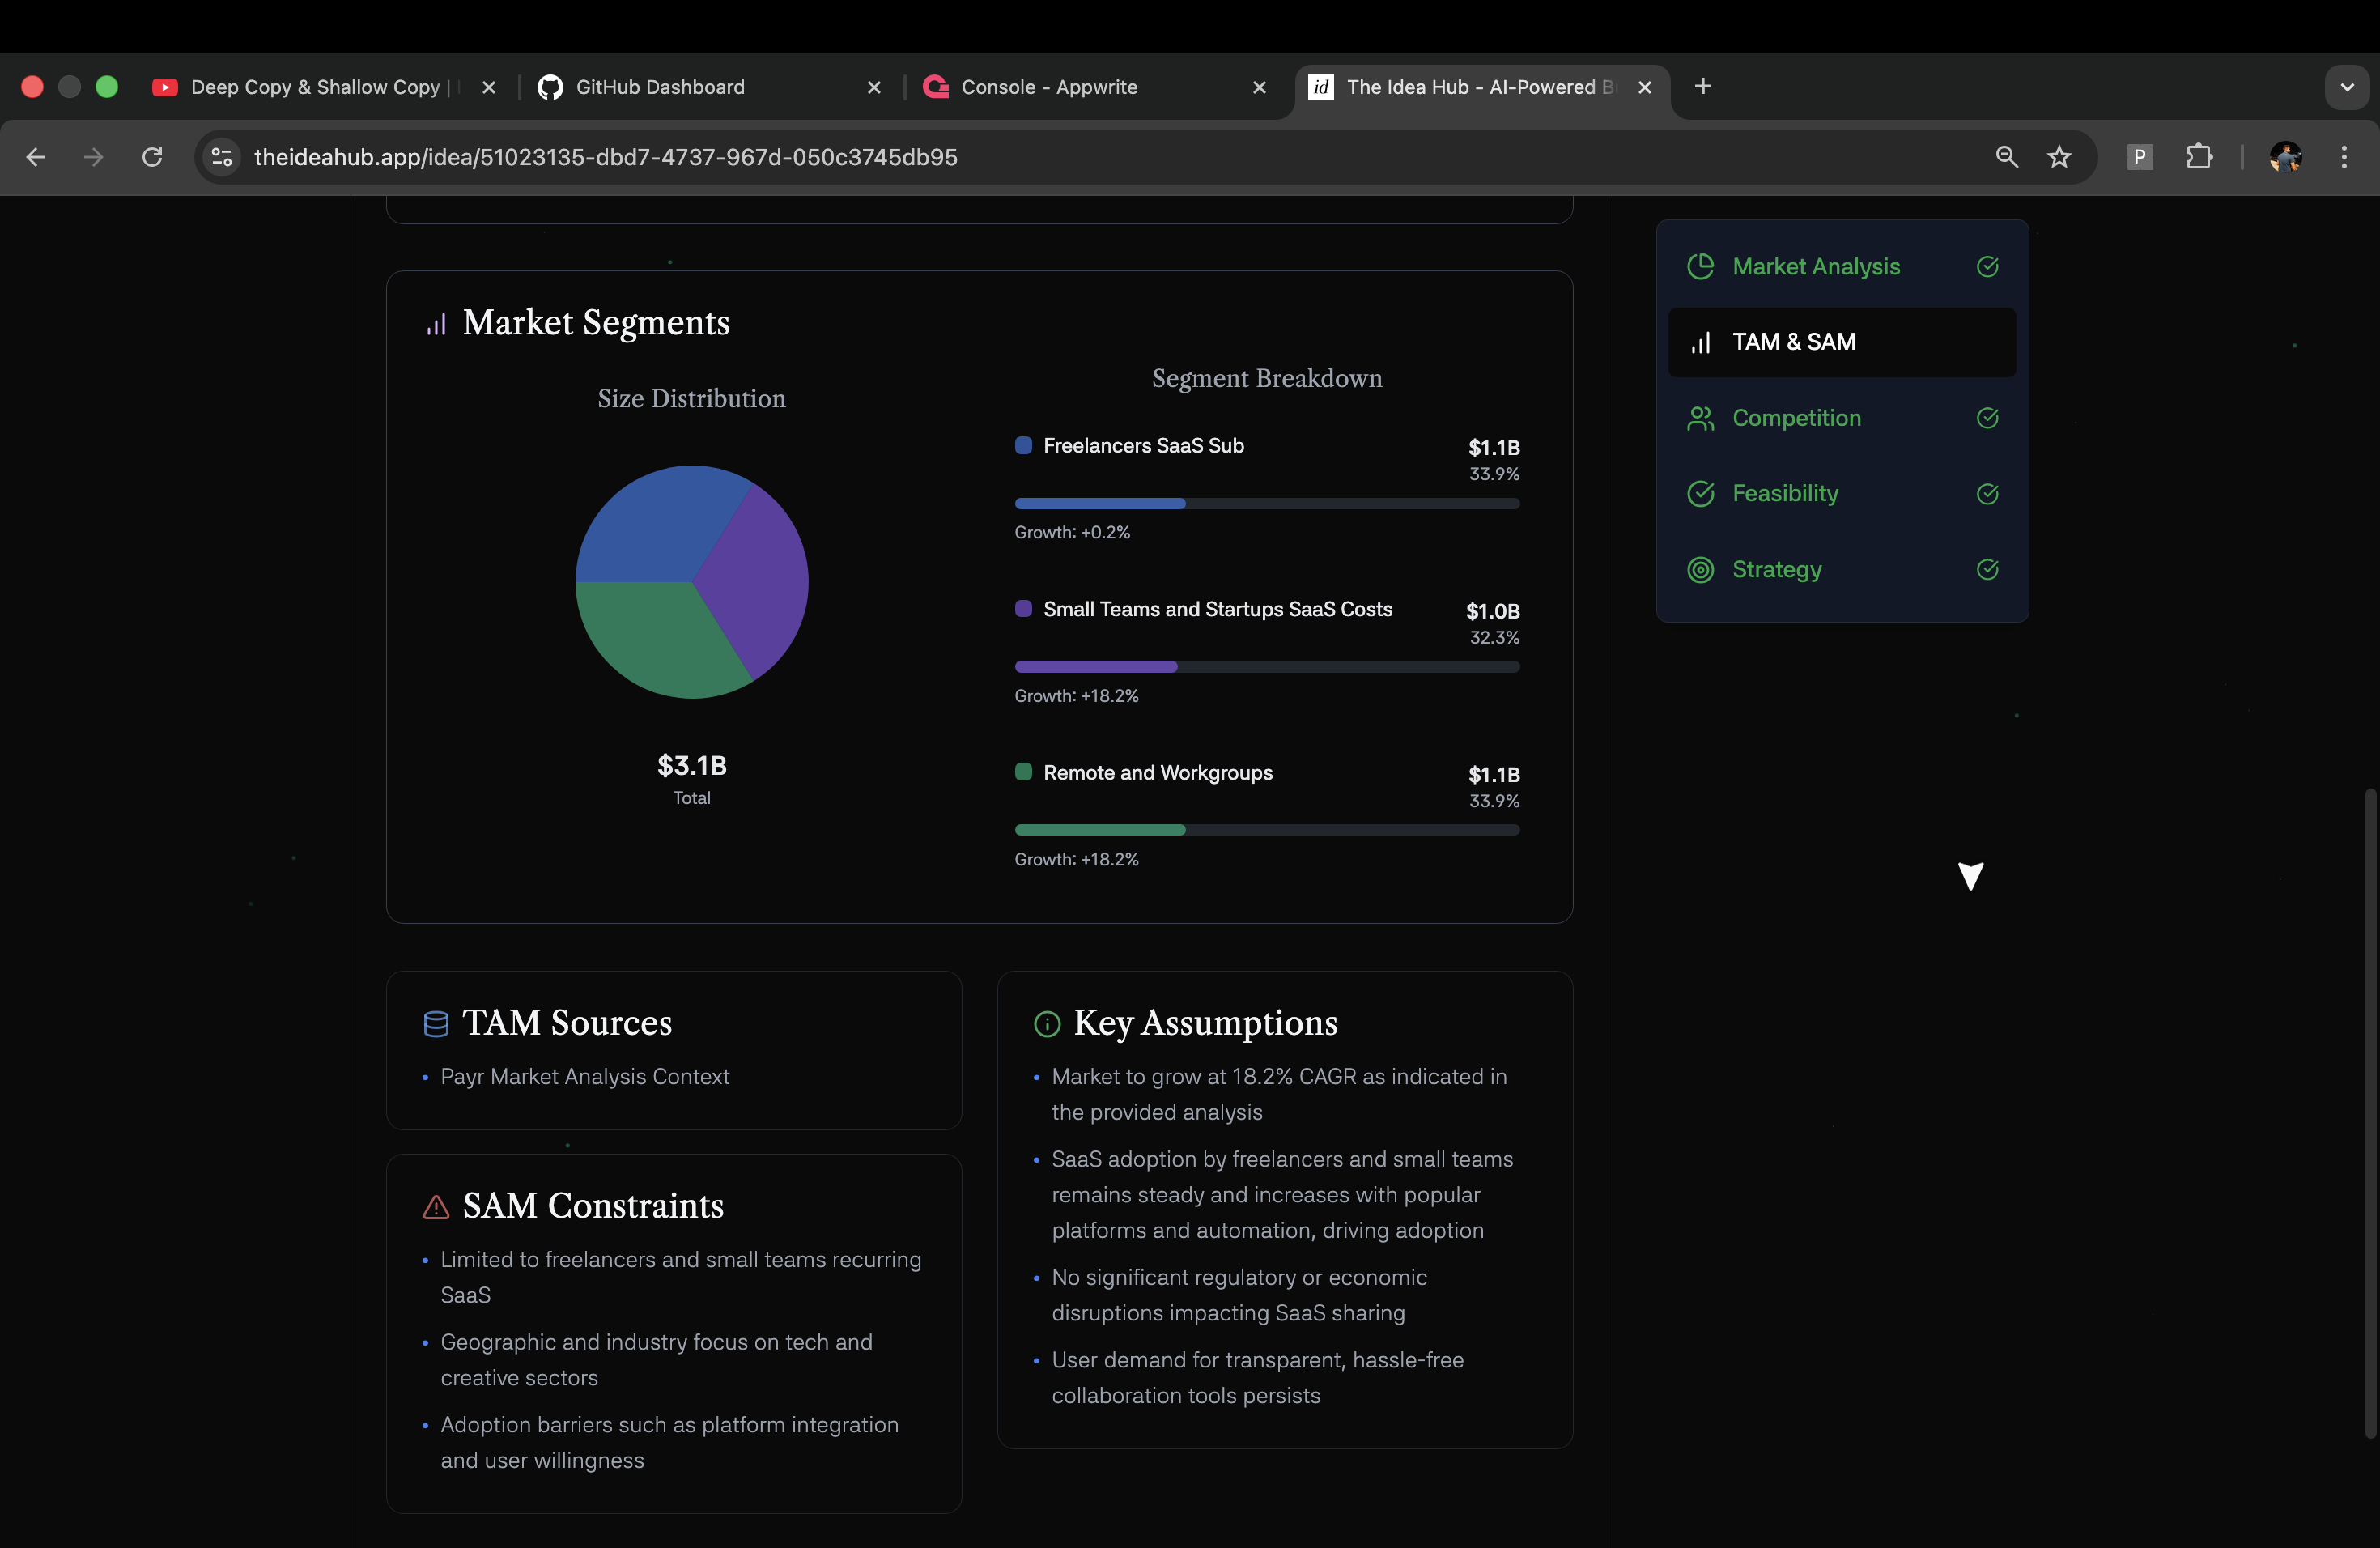 Deep Copy & Shallow Copy |
GitHub Dashboard
Console - Appwrite
id
The Idea Hub - AI-Powered B
theideahub.app/idea/51023135-dbd7-4737-967d-050c3745db95
P
Market Segments
Size Distribution
$3.1B
Total
Segment Breakdown
Freelancers SaaS Sub
$1.1B
33.9%
Growth: +0.2%
Small Teams and Startups SaaS Costs
$1.0B
32.3%
Growth: +18.2%
Remote and Workgroups
$1.1B
33.9%
Growth: +18.2%
TAM Sources
• Payr Market Analysis Context
SAM Constraints
• Limited to freelancers and small teams recurring
SaaS
• Geographic and industry focus on tech and
creative sectors
• Adoption barriers such as platform integration
and user willingness
Key Assumptions
• Market to grow at 18.2% CAGR as indicated in
the provided analysis
• SaaS adoption by freelancers and small teams
remains steady and increases with popular
platforms and automation, driving adoption
• No significant regulatory or economic
disruptions impacting SaaS sharing
• User demand for transparent, hassle-free
collaboration tools persists
Market Analysis
TAM & SAM
Competition
Feasibility
Strategy